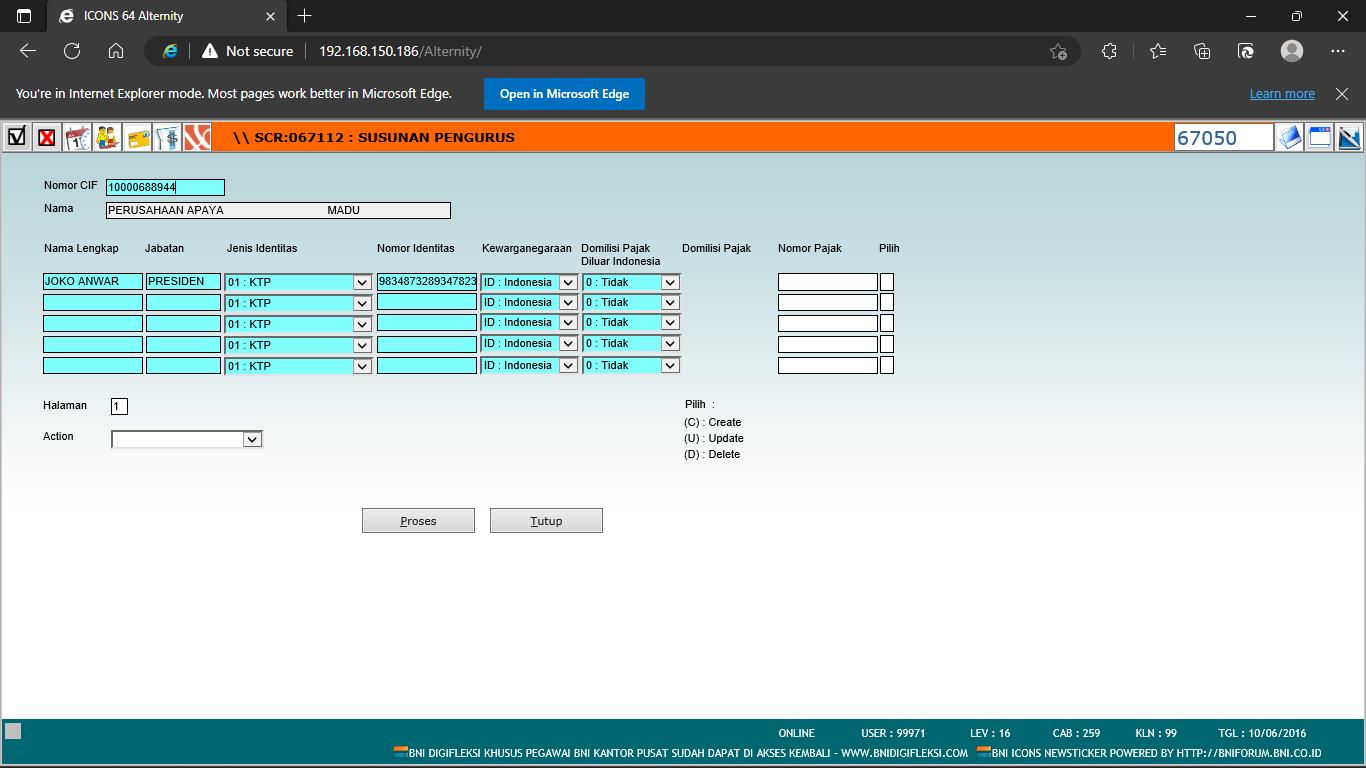 ICONS 64 Alternity
Not secure 192.168.150.186/Alternity/
You're in Internet Explorer mode. Most pages work better in Microsoft Edge. Open in Microsoft Edge Learn more
\\ SCR:067112 : SUSUNAN PENGURUS 67050
Nomor CIF 10000688944
Nama PERUSAHAAN APAYA MADU
Nama Lengkap Jabatan Jenis Identitas Nomor Identitas Kewarganegaraan Domilisi Pajak Diluar Indonesia Domilisi Pajak Nomor Pajak Pilih
JOKO ANWAR PRESIDEN 01 : KTP 9834873289347823 ID : Indonesia 0 : Tidak
01 : KTP ID : Indonesia 0 : Tidak
01 : KTP ID : Indonesia 0 : Tidak
01 : KTP ID : Indonesia 0 : Tidak
01 : KTP ID : Indonesia 0 : Tidak
Halaman 1 Pilih :
(C) : Create
Action (U) : Update
(D) : Delete
Proses Tutup
ONLINE USER : 99971 LEV : 16 CAB : 259 KLN : 99 TGL : 10/06/2016
BNI DIGIFLEKSI KHUSUS PEGAWAI BNI KANTOR PUSAT SUDAH DAPAT DI AKSES KEMBALI - WWW.BNIDIGIFLEKSI.COM BNI ICONS NEWSTICKER POWERED BY HTTP://BNIFORUM.BNI.CO.ID